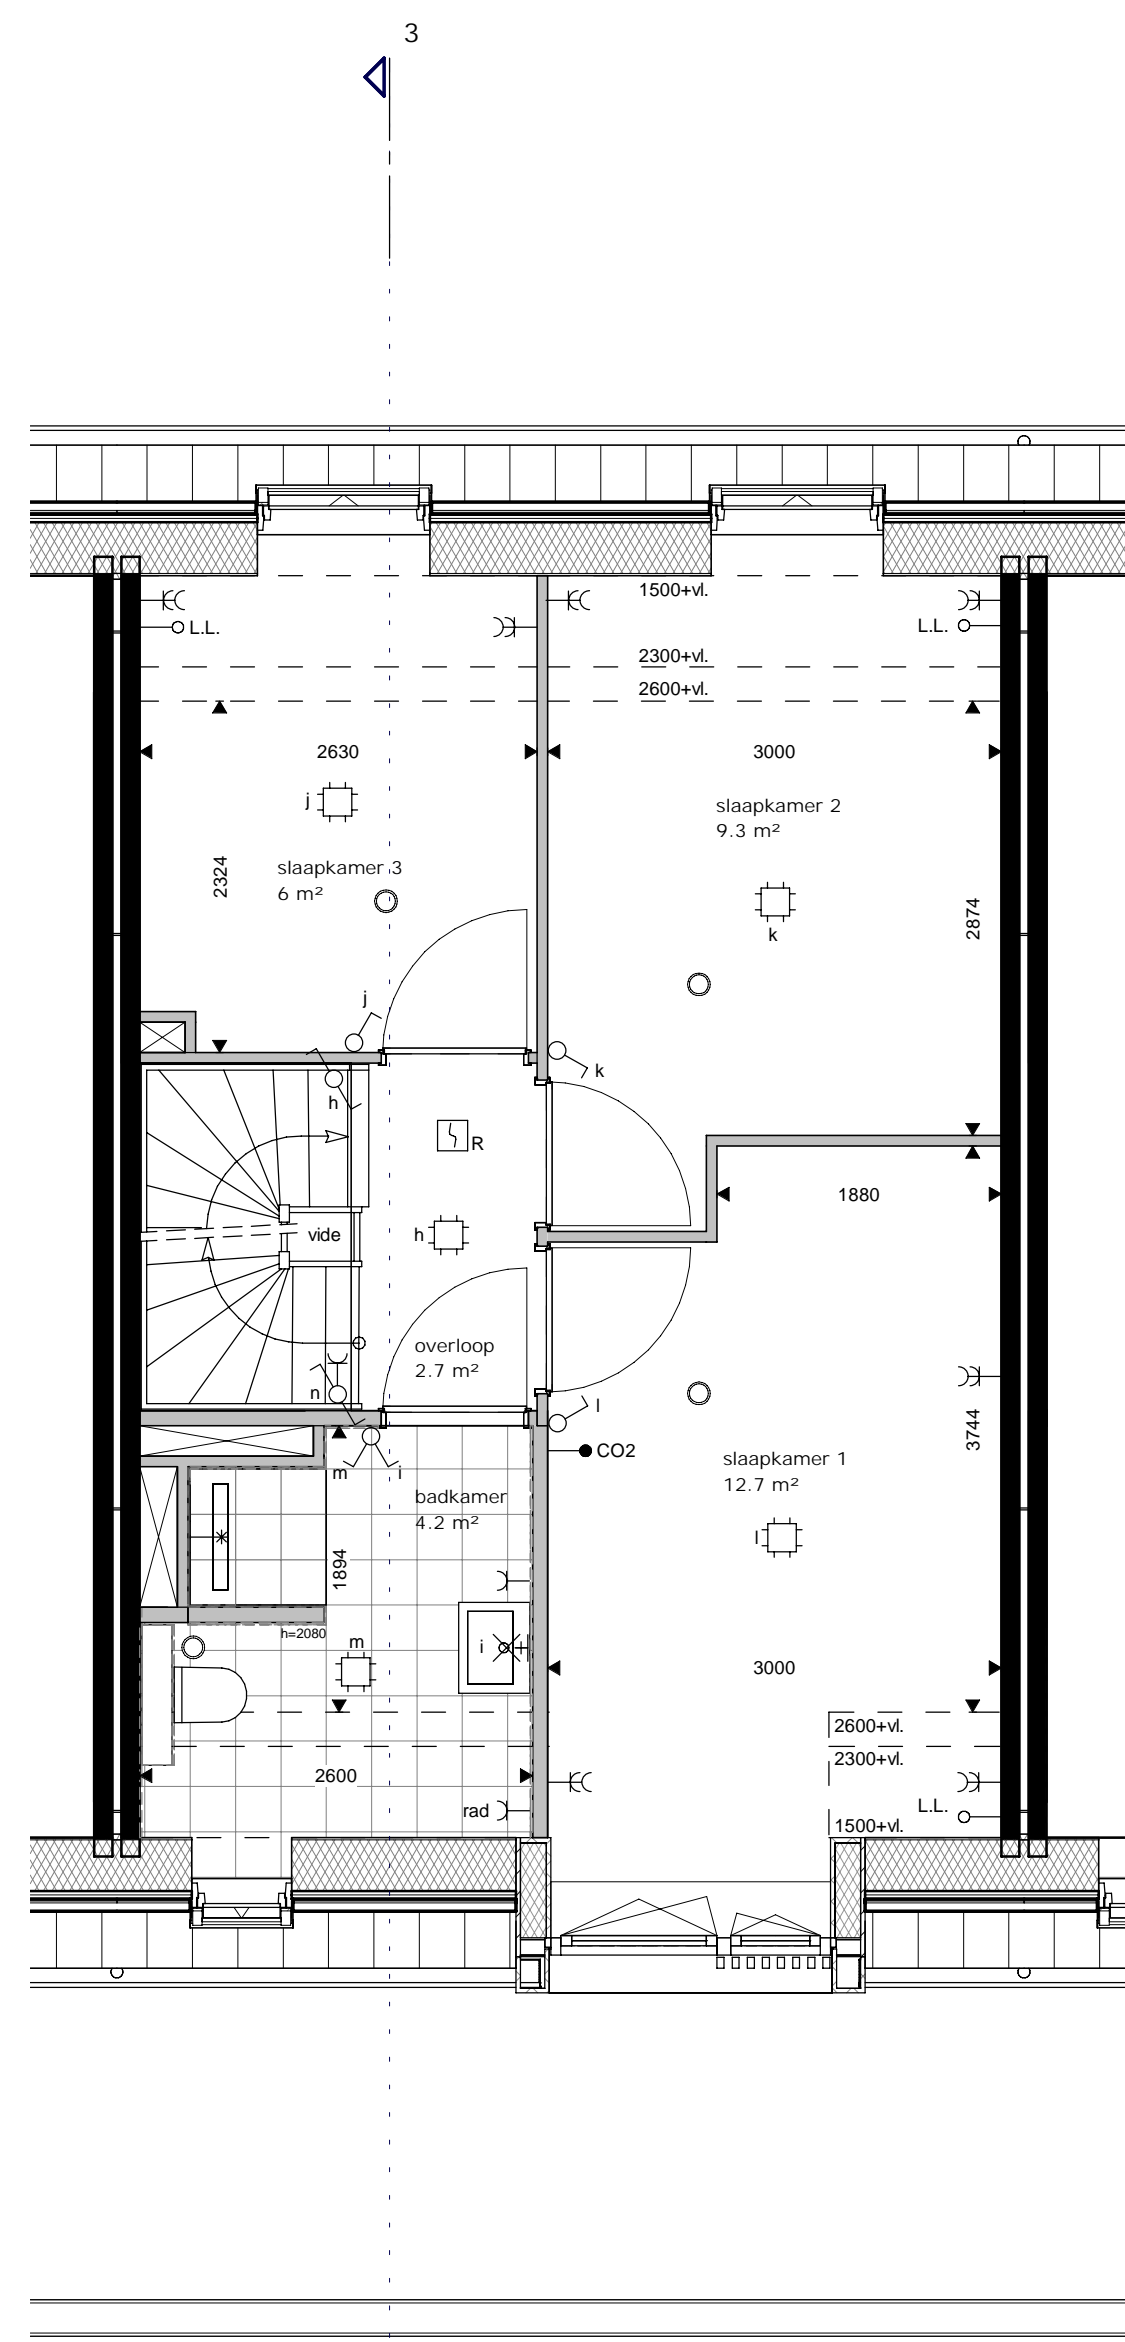 3
1500+vl.
L.L.
L.L.
2300+vl.
2600+vl.
2630
3000
j
slaapkamer 2
9.3 m²
2324
slaapkamer 3
6 m²
2874
k
j
k
h
R
1880
vide
h
overloop
2.7 m²
n
l
3744
CO2
slaapkamer 1
12.7 m²
m
i
badkamer
4.2 m²
1894
l
h=2080
m
i
3000
2600+vl.
2300+vl.
2600
rad
L.L.
1500+vl.